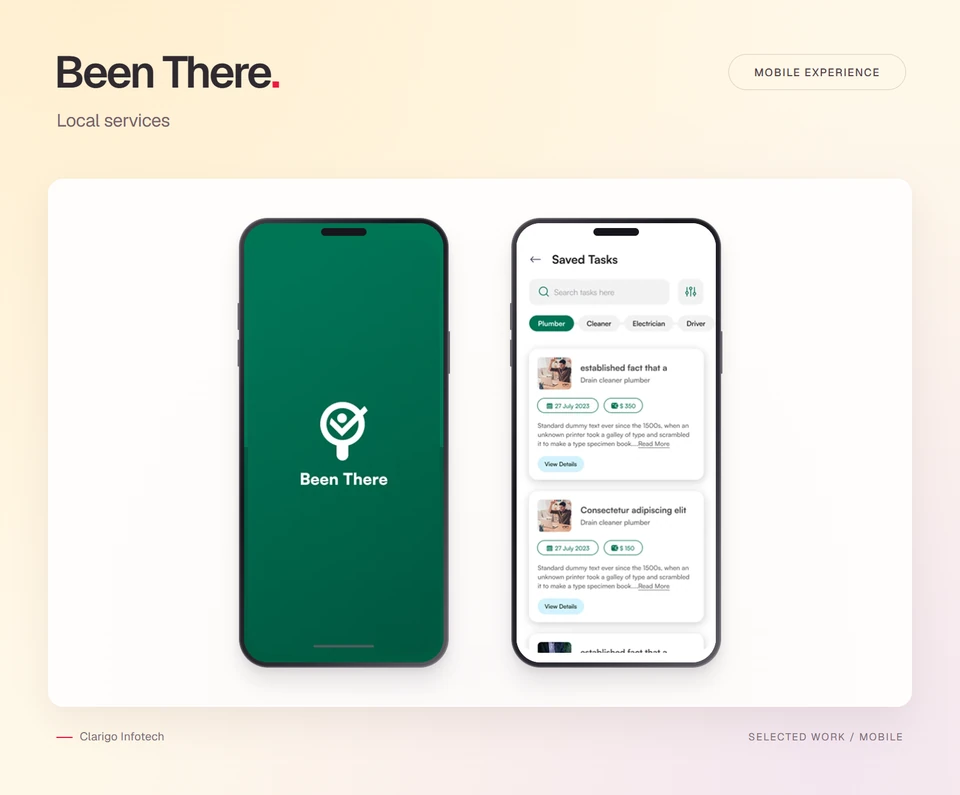 Been There.
MOBILE EXPERIENCE
Local services
Been There
Saved Tasks
Search tasks here
Plumber Cleaner Electrician Driver
established fact that a
Drain cleaner plumber
27 July 2023 $ 350
Standard dummy text ever since the 1500s, when an
unknown printer took a galley of type and scrambled
it to make a type specimen book....Read More
View Details
Consectetur adipiscing elit
Drain cleaner plumber
27 July 2023 $ 150
Standard dummy text ever since the 1500s, when an
unknown printer took a galley of type and scrambled
it to make a type specimen book....Read More
View Details
established fact that a
Clarigo Infotech
SELECTED WORK / MOBILE